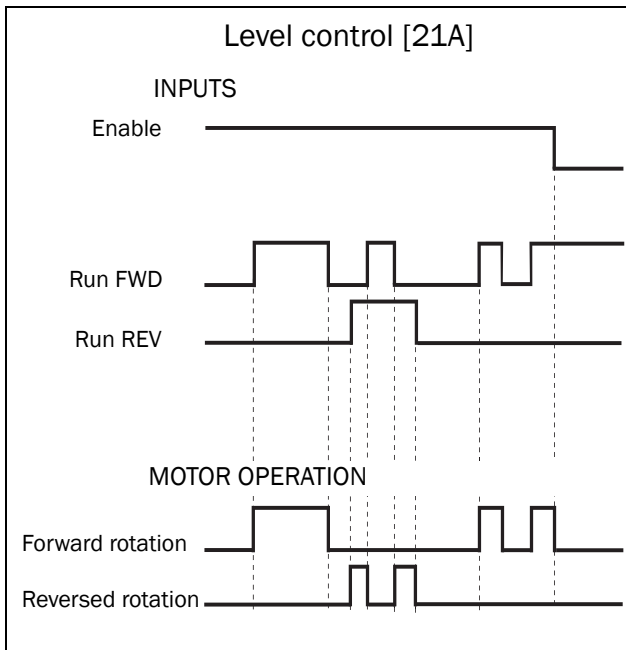 Level control [21A]
INPUTS
Enable
Run FWD
Run REV
MOTOR OPERATION
Forward rotation
Reversed rotation